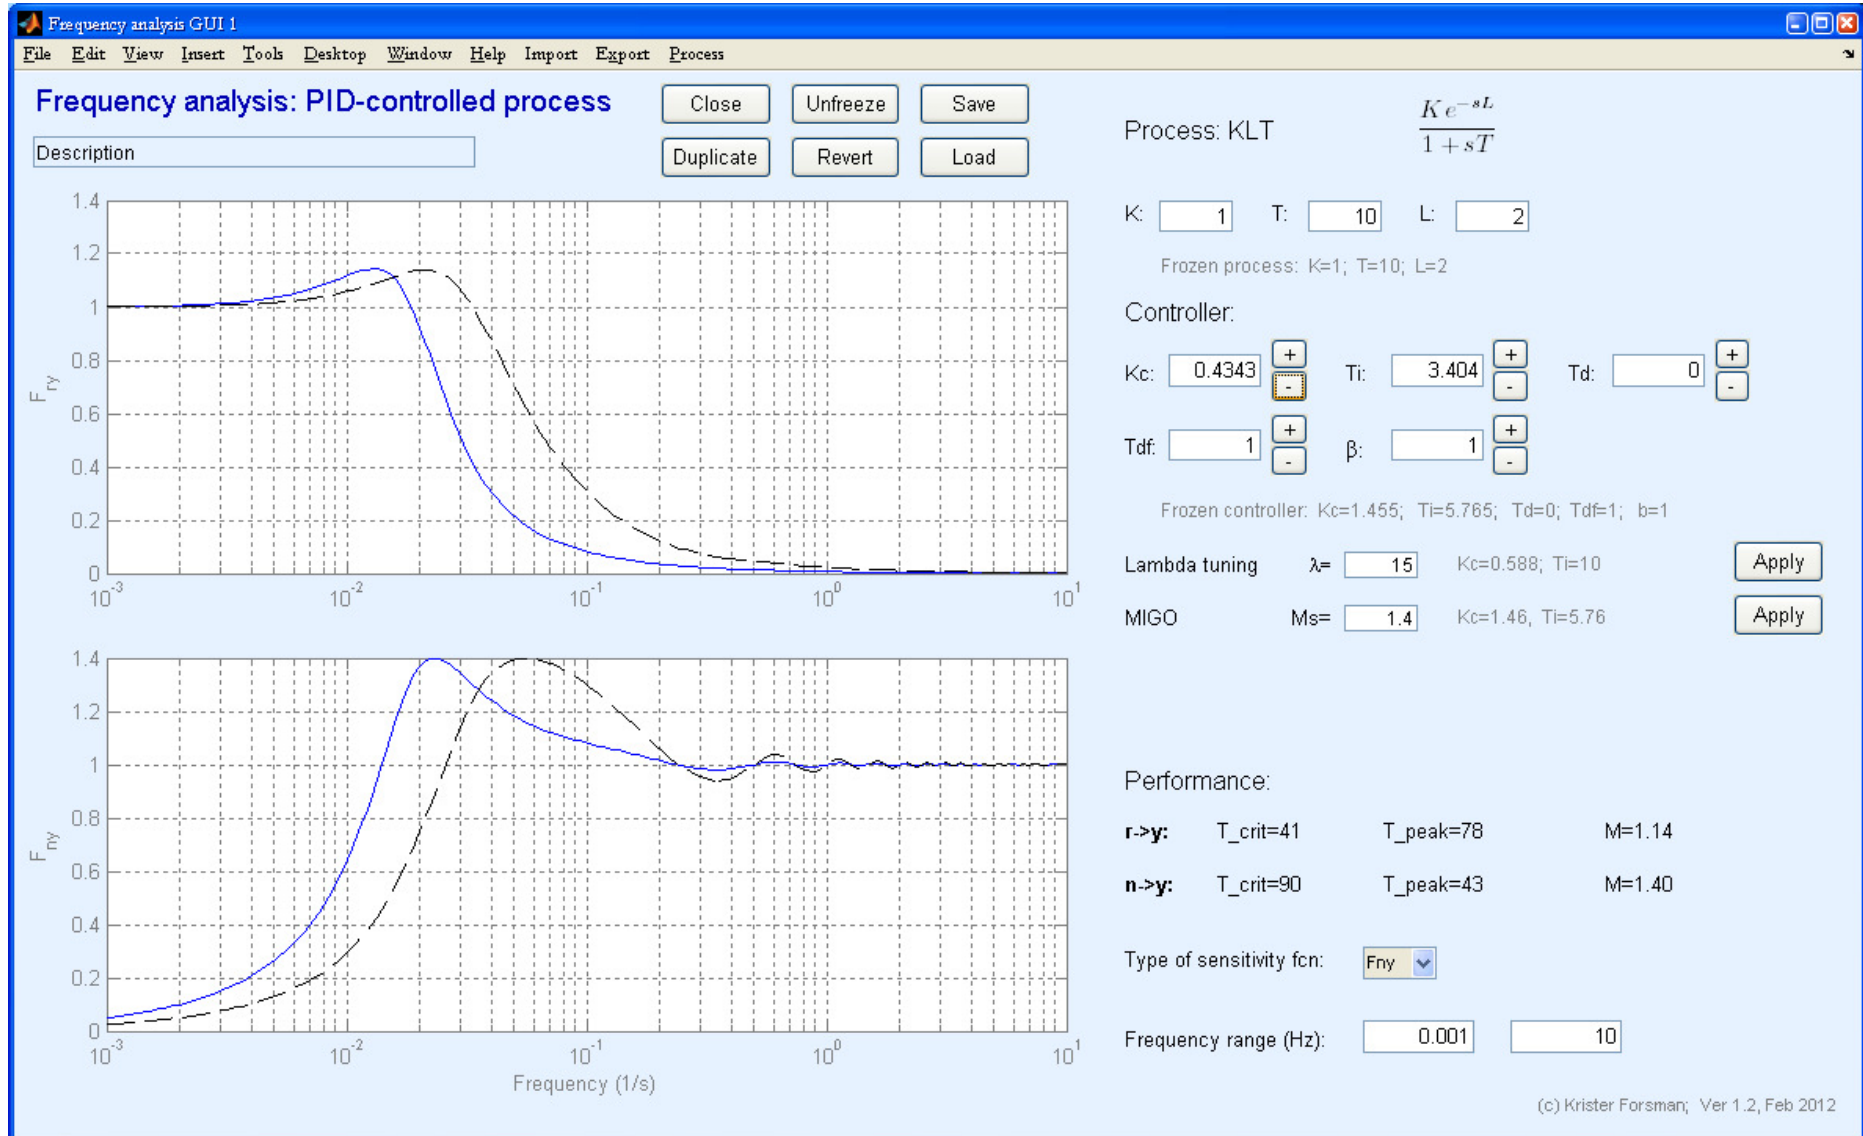 Frequency analysis GUI 1
File Edit View Insert Tools Desktop Window Help Import Export Process
Frequency analysis: PID-controlled process
Close Unfreeze Save
Description
Duplicate Revert Load
Process: KLT
K e^{-sL}
1 + sT
K: 1 T: 10 L: 2
Frozen process: K=1; T=10; L=2
Controller:
Kc: 0.4343 + - Ti: 3.404 + - Td: 0 + -
Tdf: 1 + - β: 1 + -
Frozen controller: Kc=1.455; Ti=5.765; Td=0; Tdf=1; b=1
Lambda tuning λ= 15 Kc=0.588; Ti=10 Apply
MIGO Ms= 1.4 Kc=1.46, Ti=5.76 Apply
Performance:
r->y: T_crit=41 T_peak=78 M=1.14
n->y: T_crit=90 T_peak=43 M=1.40
Type of sensitivity fcn: Fny
Frequency range (Hz): 0.001 10
1.4
1.2
1
0.8
0.6
0.4
0.2
0
F_ry
10^-3 10^-2 10^-1 10^0 10^1
1.4
1.2
1
0.8
0.6
0.4
0.2
0
F_ny
10^-3 10^-2 10^-1 10^0 10^1
Frequency (1/s)
(c) Krister Forsman; Ver 1.2, Feb 2012